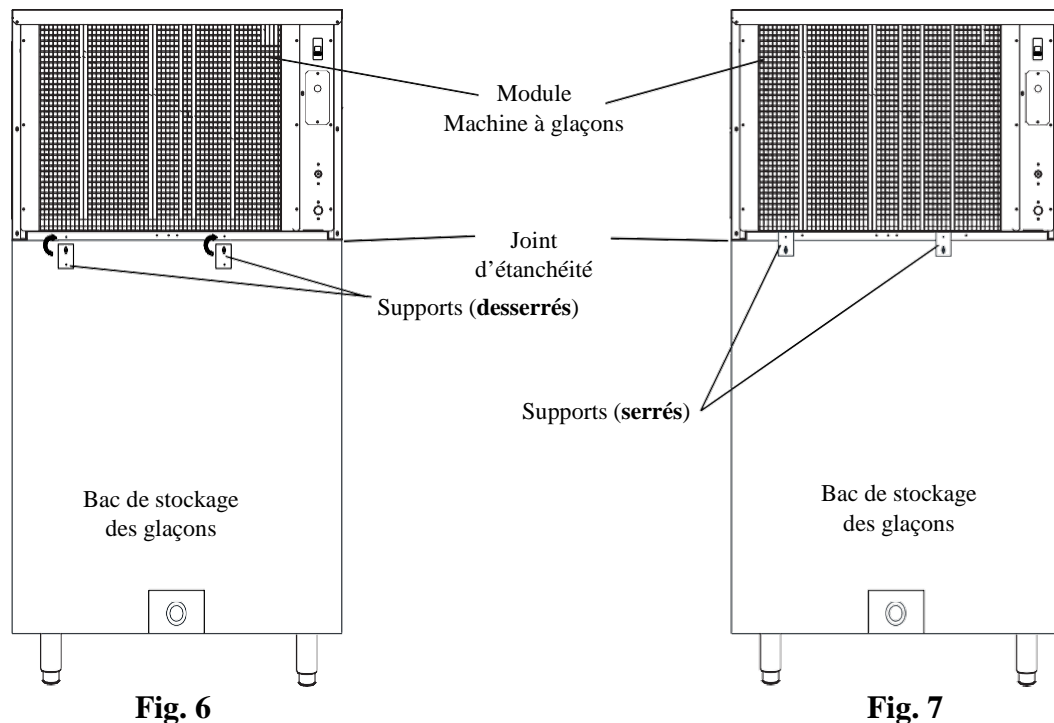 Module
Machine à glaçons
Joint
d'étanchéité
Supports (desserrés)
Supports (serrés)
Bac de stockage
des glaçons
Bac de stockage
des glaçons
Fig. 6
Fig. 7